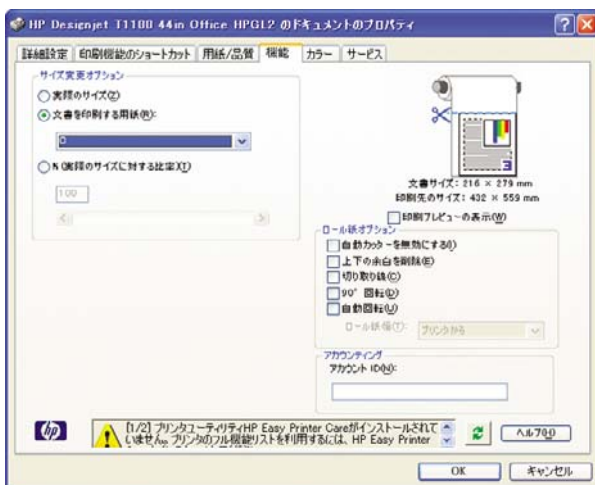 HP Designjet T1100 44in Office HPGL2 のドキュメントのプロパティ
詳細設定 印刷機能のショートカット 用紙/品質 機能 カラー サービス
サイズ変更オプション
実際のサイズ(Z)
文書を印刷する用紙(R):
D
% (実際のサイズに対する比率)(T)
100
3
文書サイズ: 216 × 279 mm
印刷先のサイズ: 432 × 559 mm
印刷プレビューの表示(W)
ロール紙オプション
自動カッターを無効にする(I)
上下の余白を削除(E)
切り取り線(C)
90° 回転(D)
自動回転(U)
ロール紙幅(T): プリンタから
アカウンティング
アカウント ID(N):
hp
[1/2] プリンタユーティリティHP Easy Printer Careがインストールされて
いません。プリンタのフル機能リストを利用するには、HP Easy Printer
ヘルプ(H)
OK キャンセル